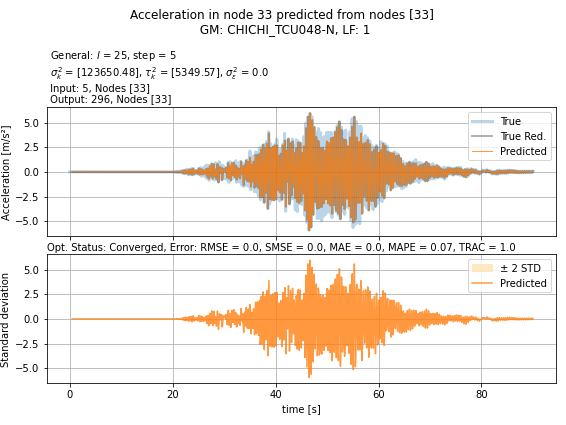 Acceleration in node 33 predicted from nodes [33]
GM: CHICHI_TCU048-N, LF: 1
General: l = 25, step = 5
σ²ₖ = [123650.48], τ²ₖ = [5349.57], σ²ₑ = 0.0
Input: 5, Nodes [33]
Output: 296, Nodes [33]
Acceleration [m/s²]
5.0
2.5
0.0
−2.5
−5.0
True
True Red.
Predicted
Opt. Status: Converged, Error: RMSE = 0.0, SMSE = 0.0, MAE = 0.0, MAPE = 0.07, TRAC = 1.0
Standard deviation
5.0
2.5
0.0
−2.5
−5.0
± 2 STD
Predicted
0 20 40 60 80
time [s]